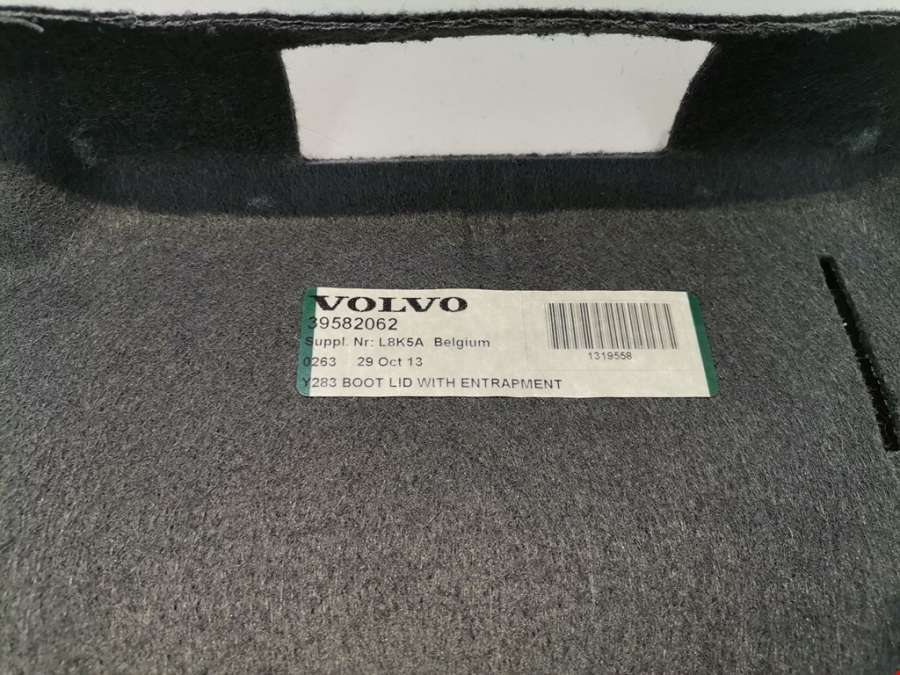 VOLVO
39582062
Suppl. Nr: L8K5A Belgium
0263 29 Oct 13
Y283 BOOT LID WITH ENTRAPMENT
1319558